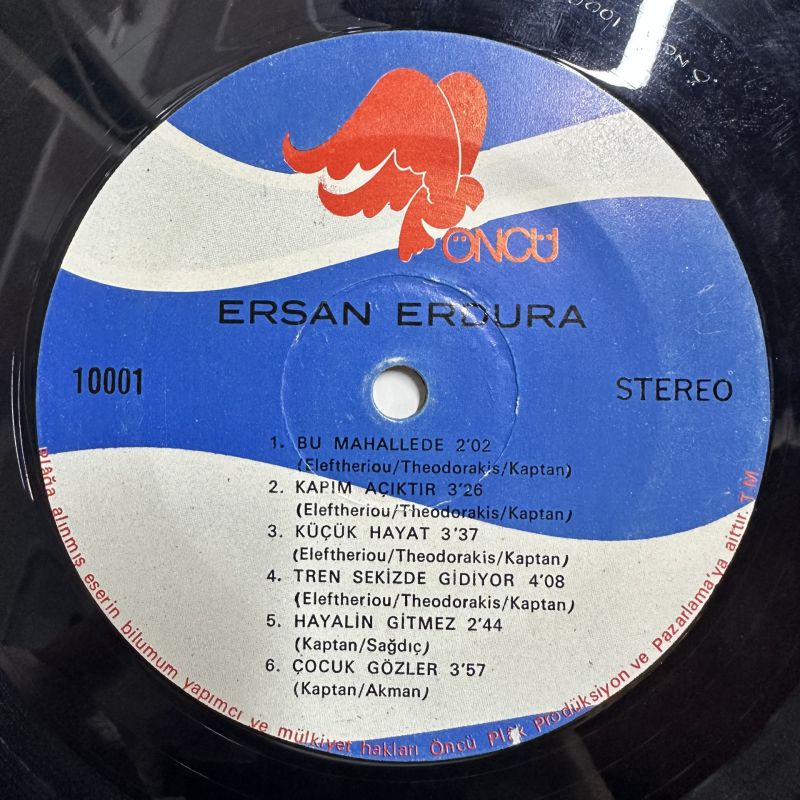 ÖNCÜ
ERSAN ERDURA
10001
STEREO
1. BU MAHALLEDE 2'02
(Eleftheriou/Theodorakis/Kaptan)
2. KAPIM AÇIKTIR 3'26
(Eleftheriou/Theodorakis/Kaptan)
3. KÜÇÜK HAYAT 3'37
(Eleftheriou/Theodorakis/Kaptan)
4. TREN SEKİZDE GİDİYOR 4'08
(Eleftheriou/Theodorakis/Kaptan)
5. HAYALİN GİTMEZ 2'44
(Kaptan/Sağdıç)
6. ÇOCUK GÖZLER 3'57
(Kaptan/Akman)
Plağa alınmış eserin bilumum yapımcı ve mülkiyet hakları Öncü Plak Prodüksiyon ve Pazarlama'ya aittir. T.M.